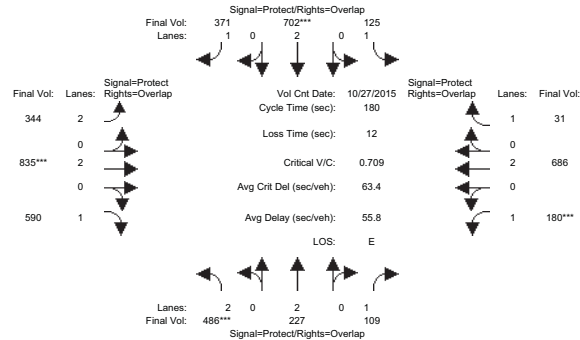 Signal=Protect/Rights=Overlap
Final Vol: 371 702*** 125
Lanes: 1 0 2 0 1
Signal=Protect
Final Vol: Lanes: Rights=Overlap
Vol Cnt Date: 10/27/2015
Signal=Protect
Rights=Overlap Lanes: Final Vol:
Cycle Time (sec): 180
344 2
1 31
Loss Time (sec): 12
0
0
835*** 2
Critical V/C: 0.709
2 686
0
Avg Crit Del (sec/veh): 63.4
0
590 1
Avg Delay (sec/veh): 55.8
1 180***
LOS: E
Lanes: 2 0 2 0 1
Final Vol: 486*** 227 109
Signal=Protect/Rights=Overlap